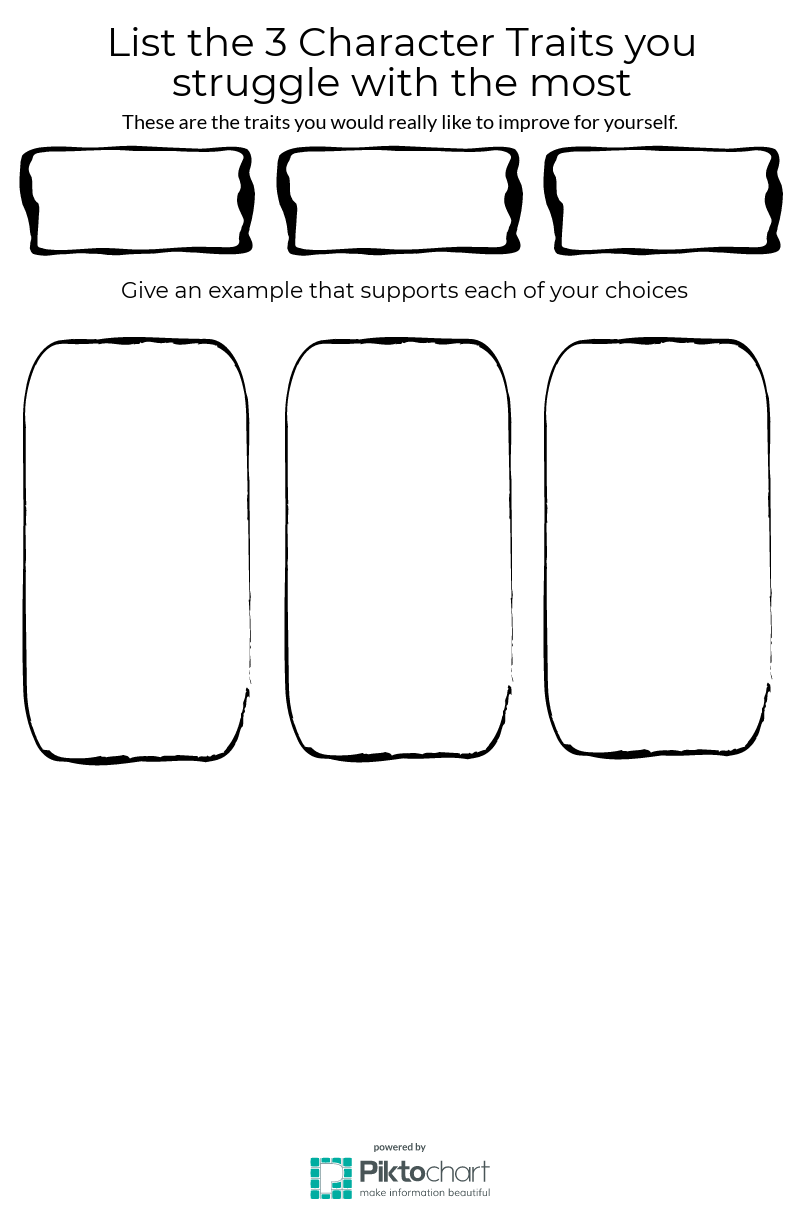 List the 3 Character Traits you
struggle with the most
These are the traits you would really like to improve for yourself.
Give an example that supports each of your choices
powered by
Piktochart
make information beautiful